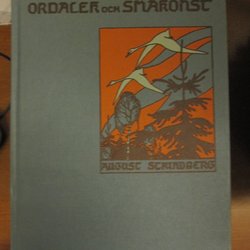 ORDALEK OCH SMÅKONST
AUGUST STRINDBERG